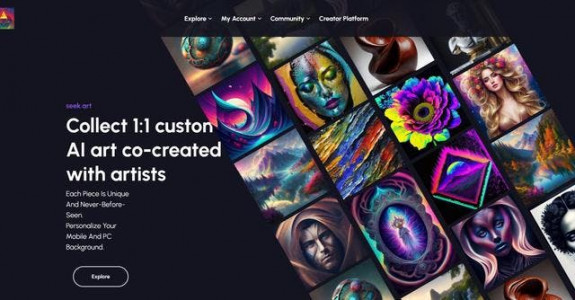 Explore My Account Community Creator Platform
seek.art
Collect 1:1 custom
AI art co-created
with artists
Each Piece Is Unique
And Never-Before-
Seen.
Personalize Your
Mobile And PC
Background.
Explore